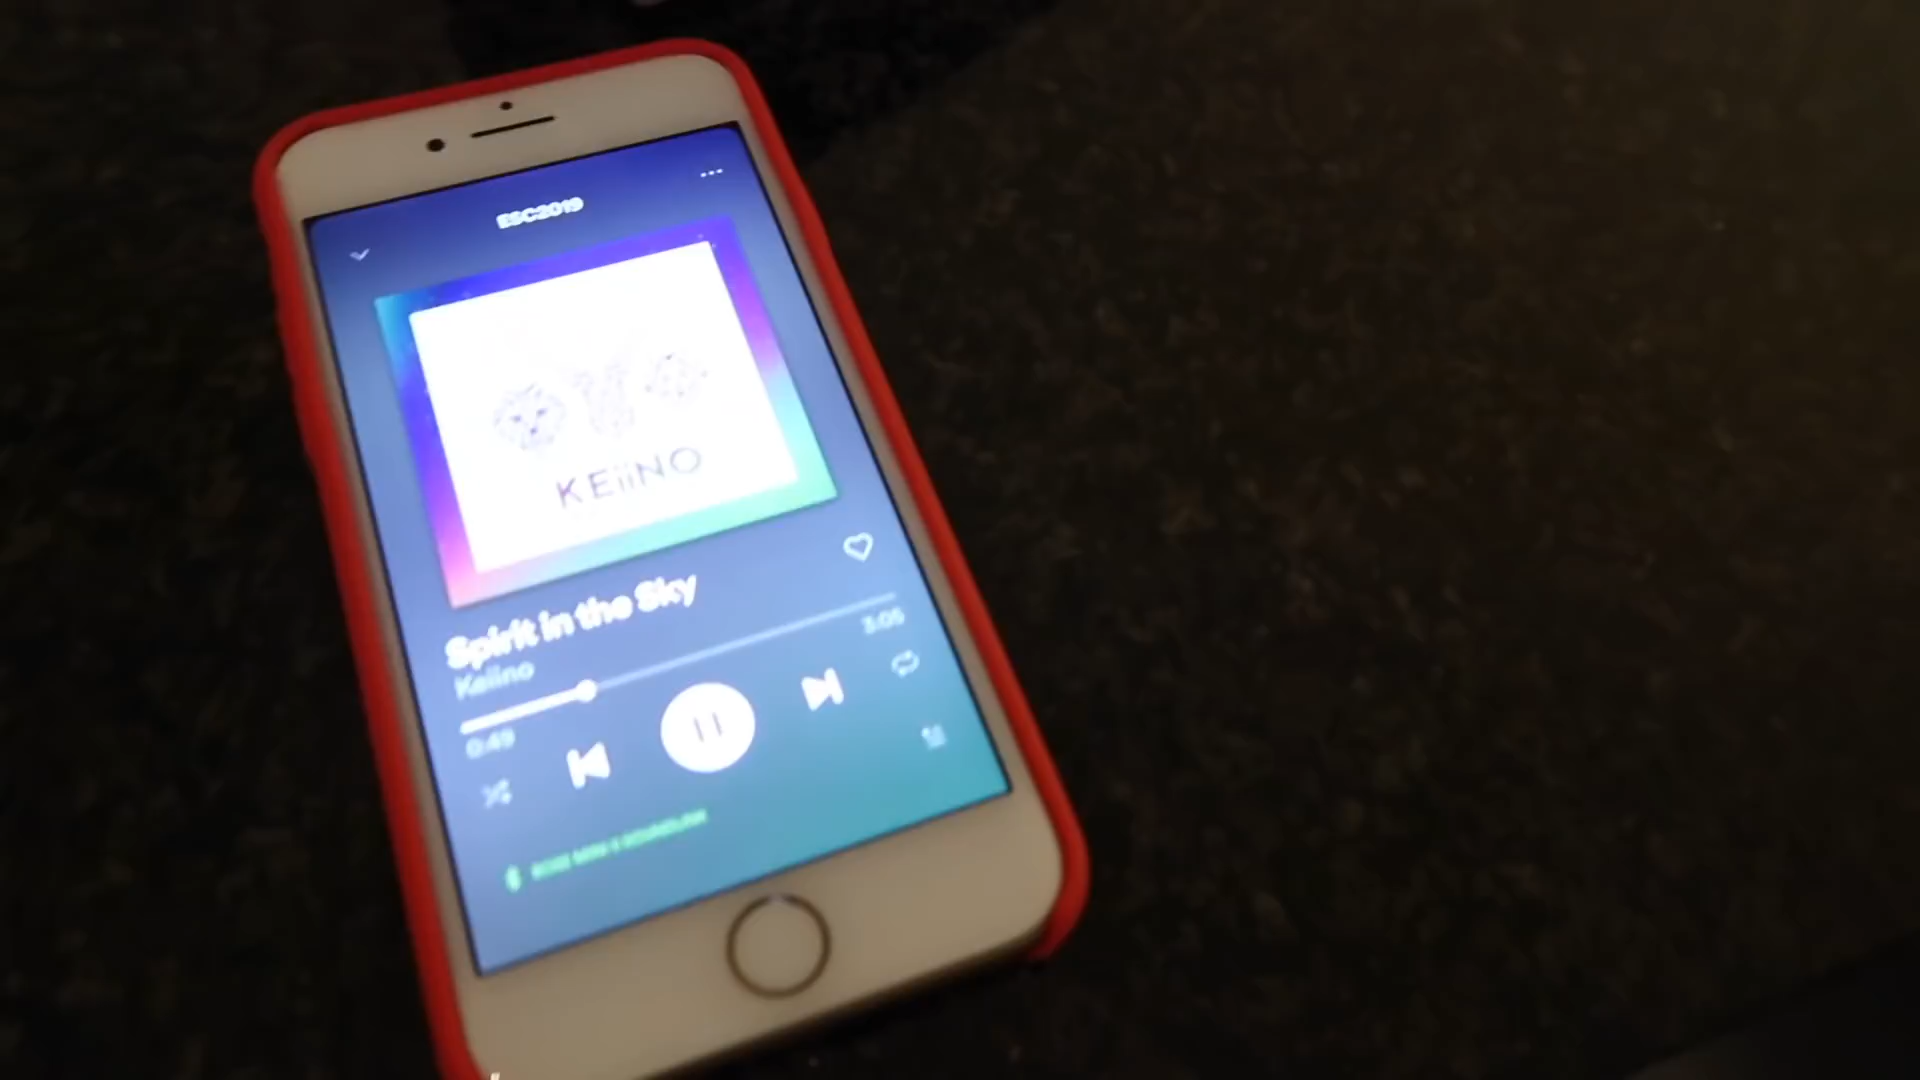 ESC2019
KEiiNO
Spirit in the Sky
Keiino
0:49
3:05